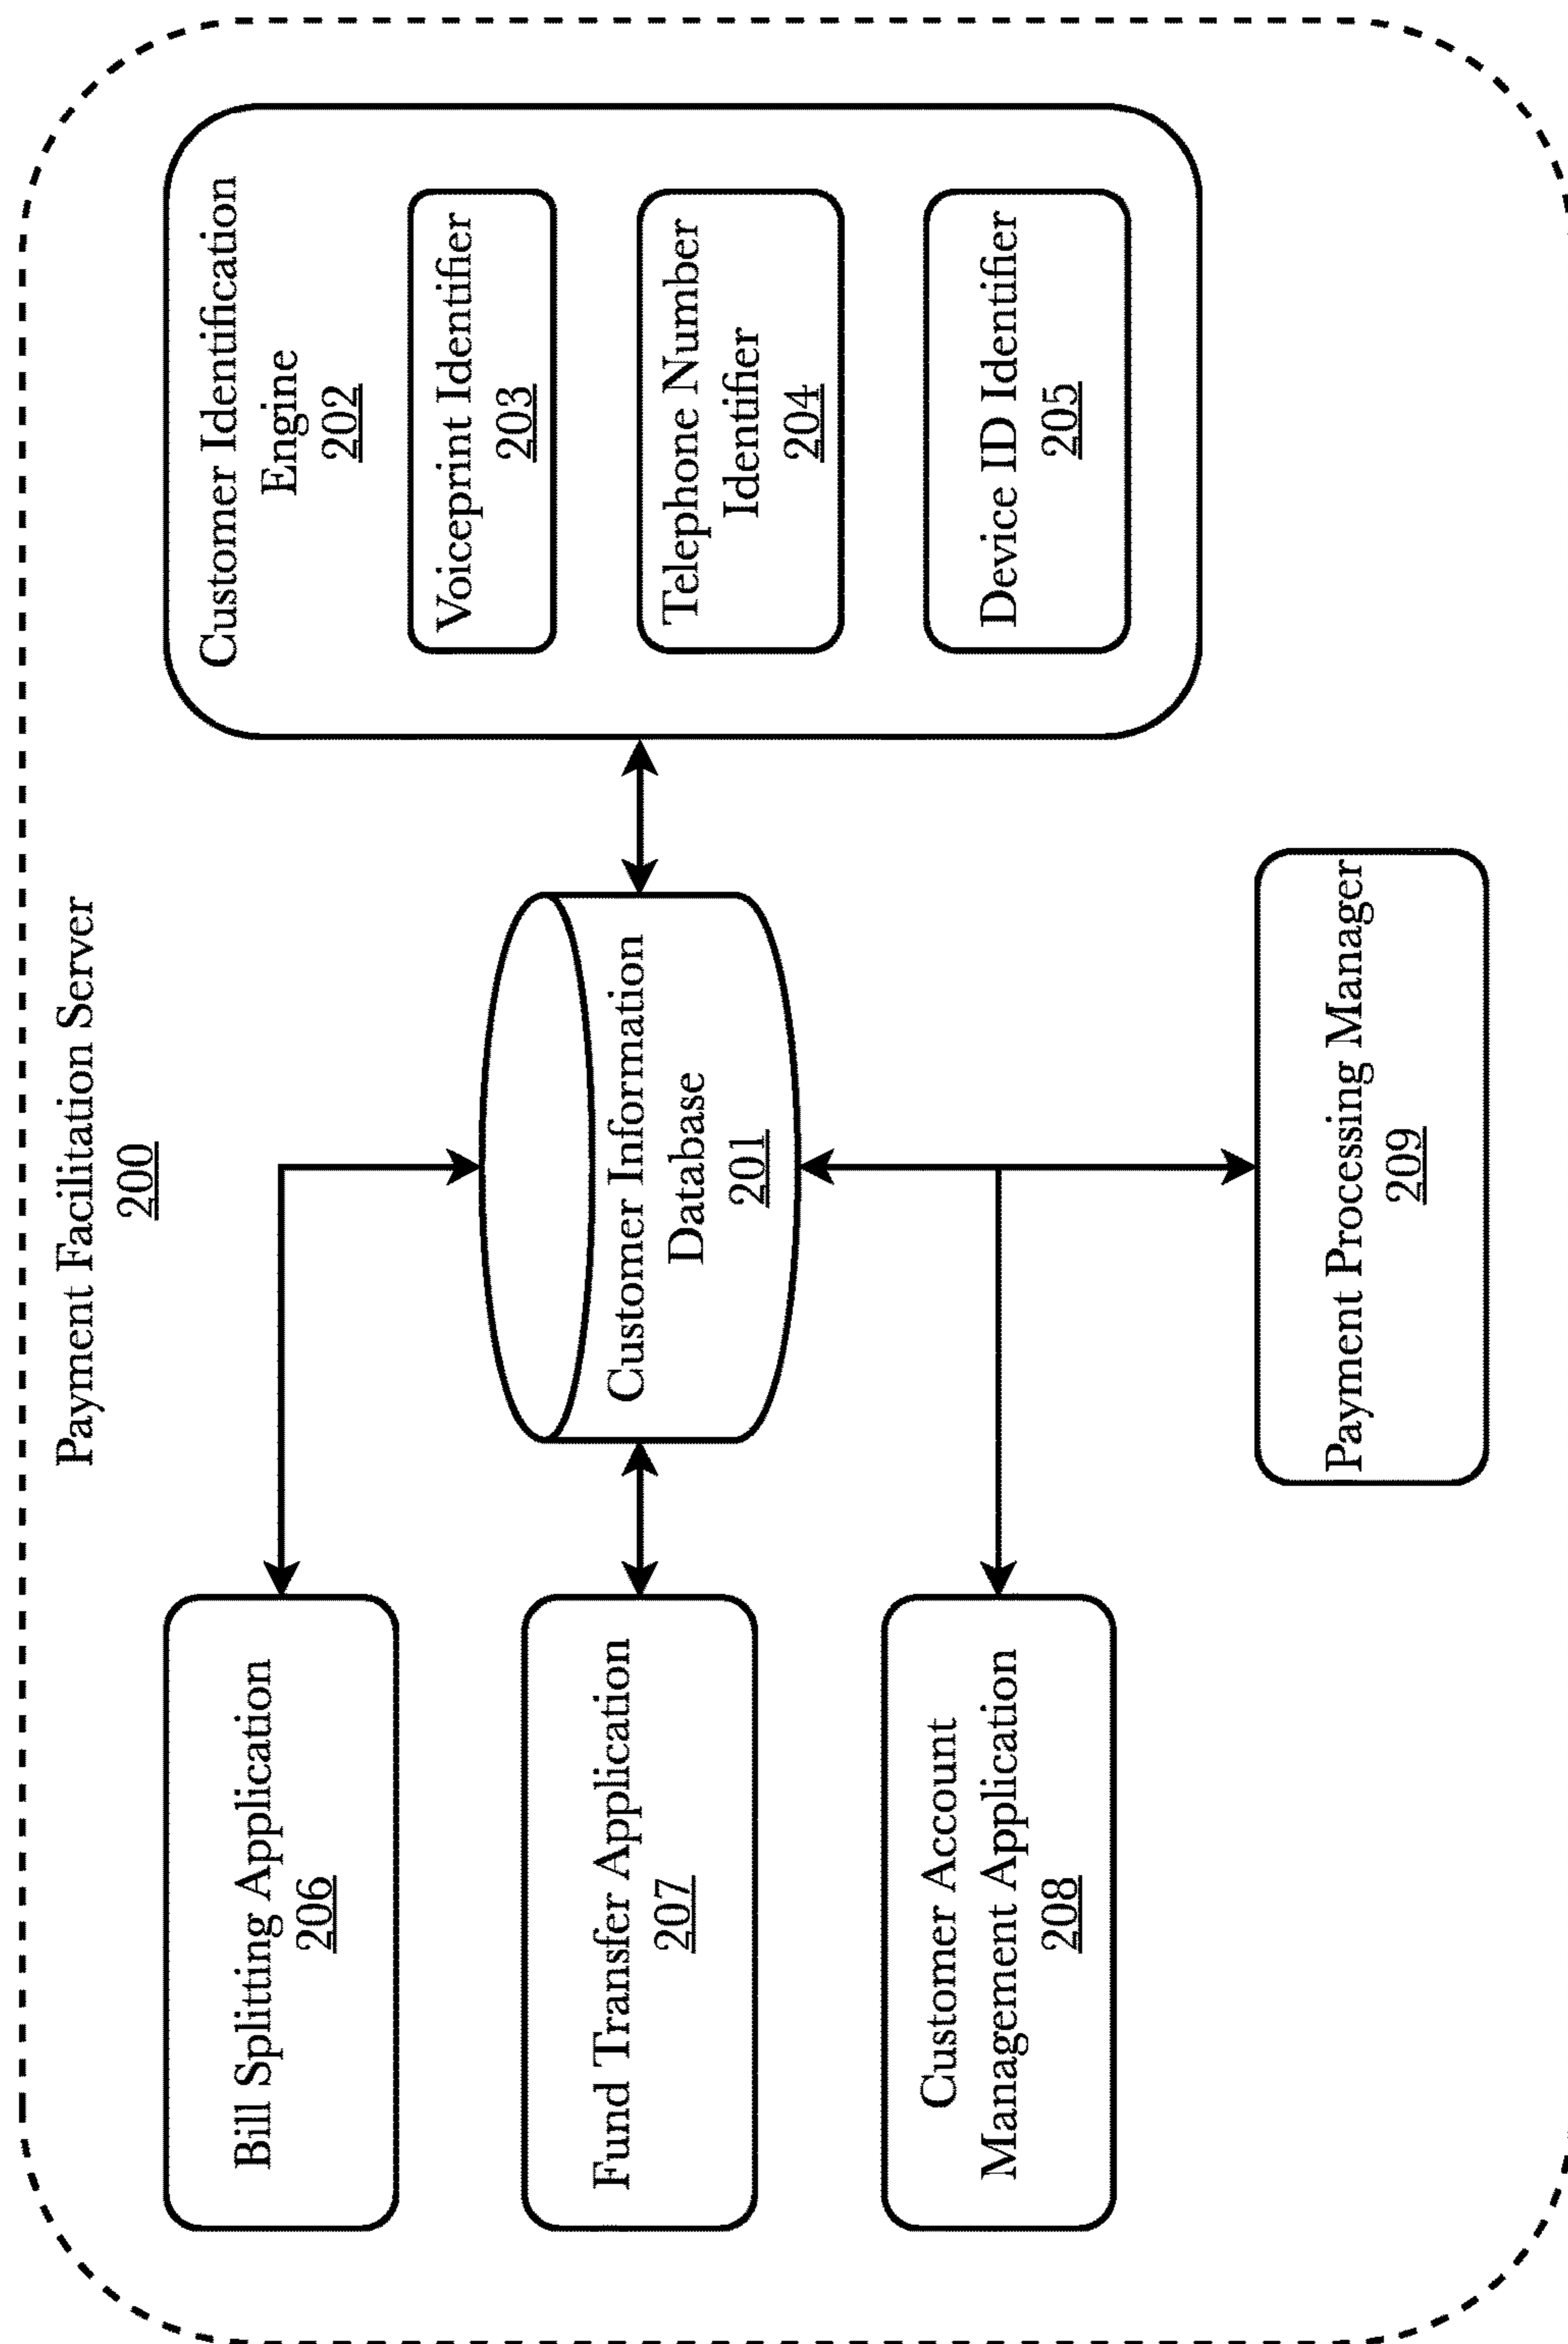 Payment Facilitation Server
200
Bill Splitting Application
206
Fund Transfer Application
207
Customer Account
Management Application
208
Customer Information
Database
201
Payment Processing Manager
209
Customer Identification
Engine
202
Voiceprint Identifier
203
Telephone Number
Identifier
204
Device ID Identifier
205